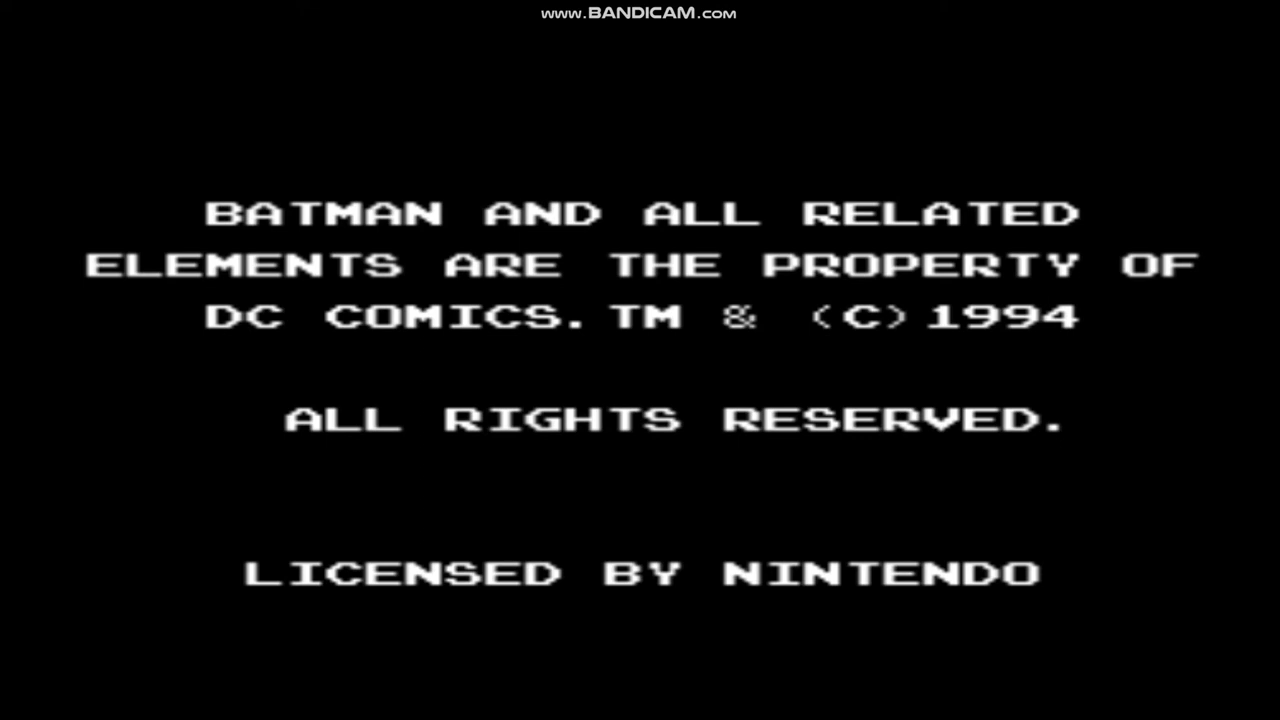 www.BANDICAM.com
BATMAN AND ALL RELATED
ELEMENTS ARE THE PROPERTY OF
DC COMICS. TM & (C)1994
ALL RIGHTS RESERVED.
LICENSED BY NINTENDO